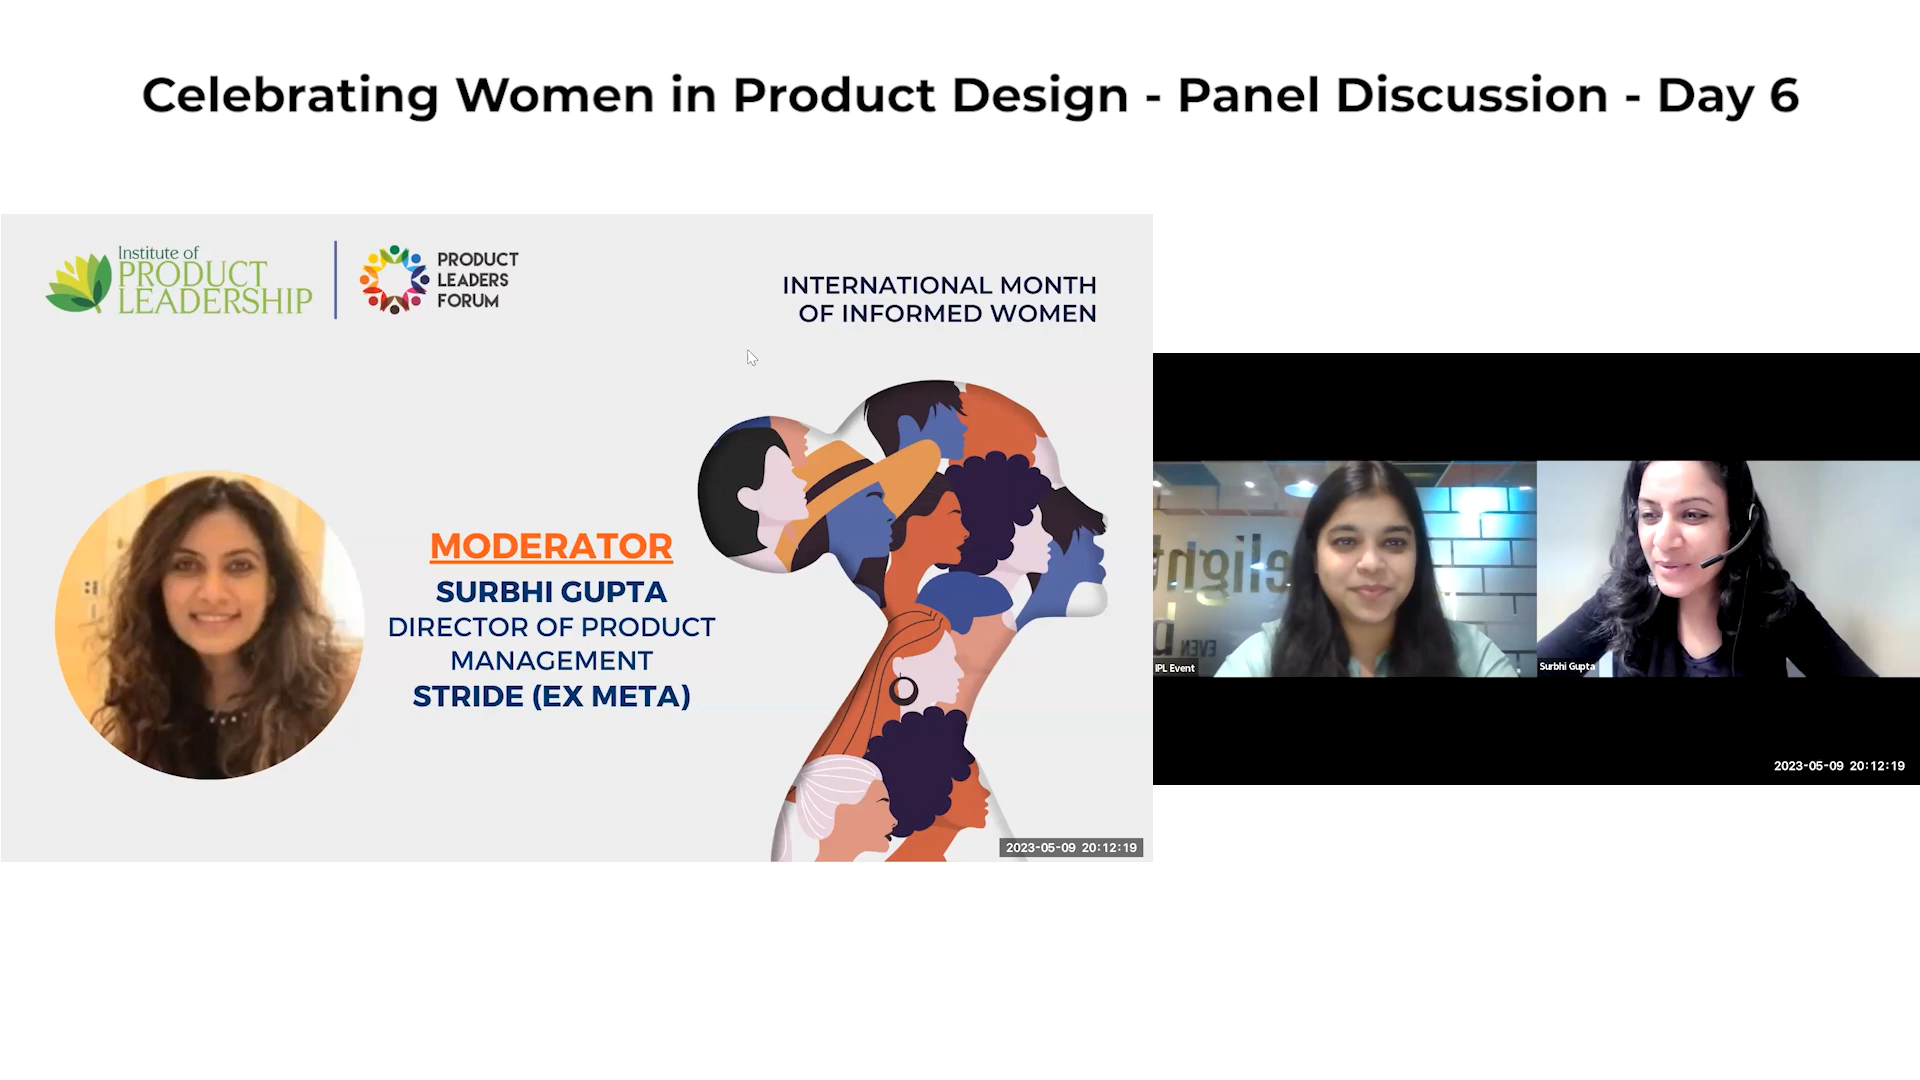 Celebrating Women in Product Design - Panel Discussion - Day 6
Institute of
PRODUCT
LEADERSHIP
PRODUCT
LEADERS
FORUM
INTERNATIONAL MONTH
OF INFORMED WOMEN
MODERATOR
SURBHI GUPTA
DIRECTOR OF PRODUCT
MANAGEMENT
STRIDE (EX META)
2023-05-09 20:12:19
elight
EVEN
IPL Event
Surbhi Gupta
2023-05-09 20:12:19